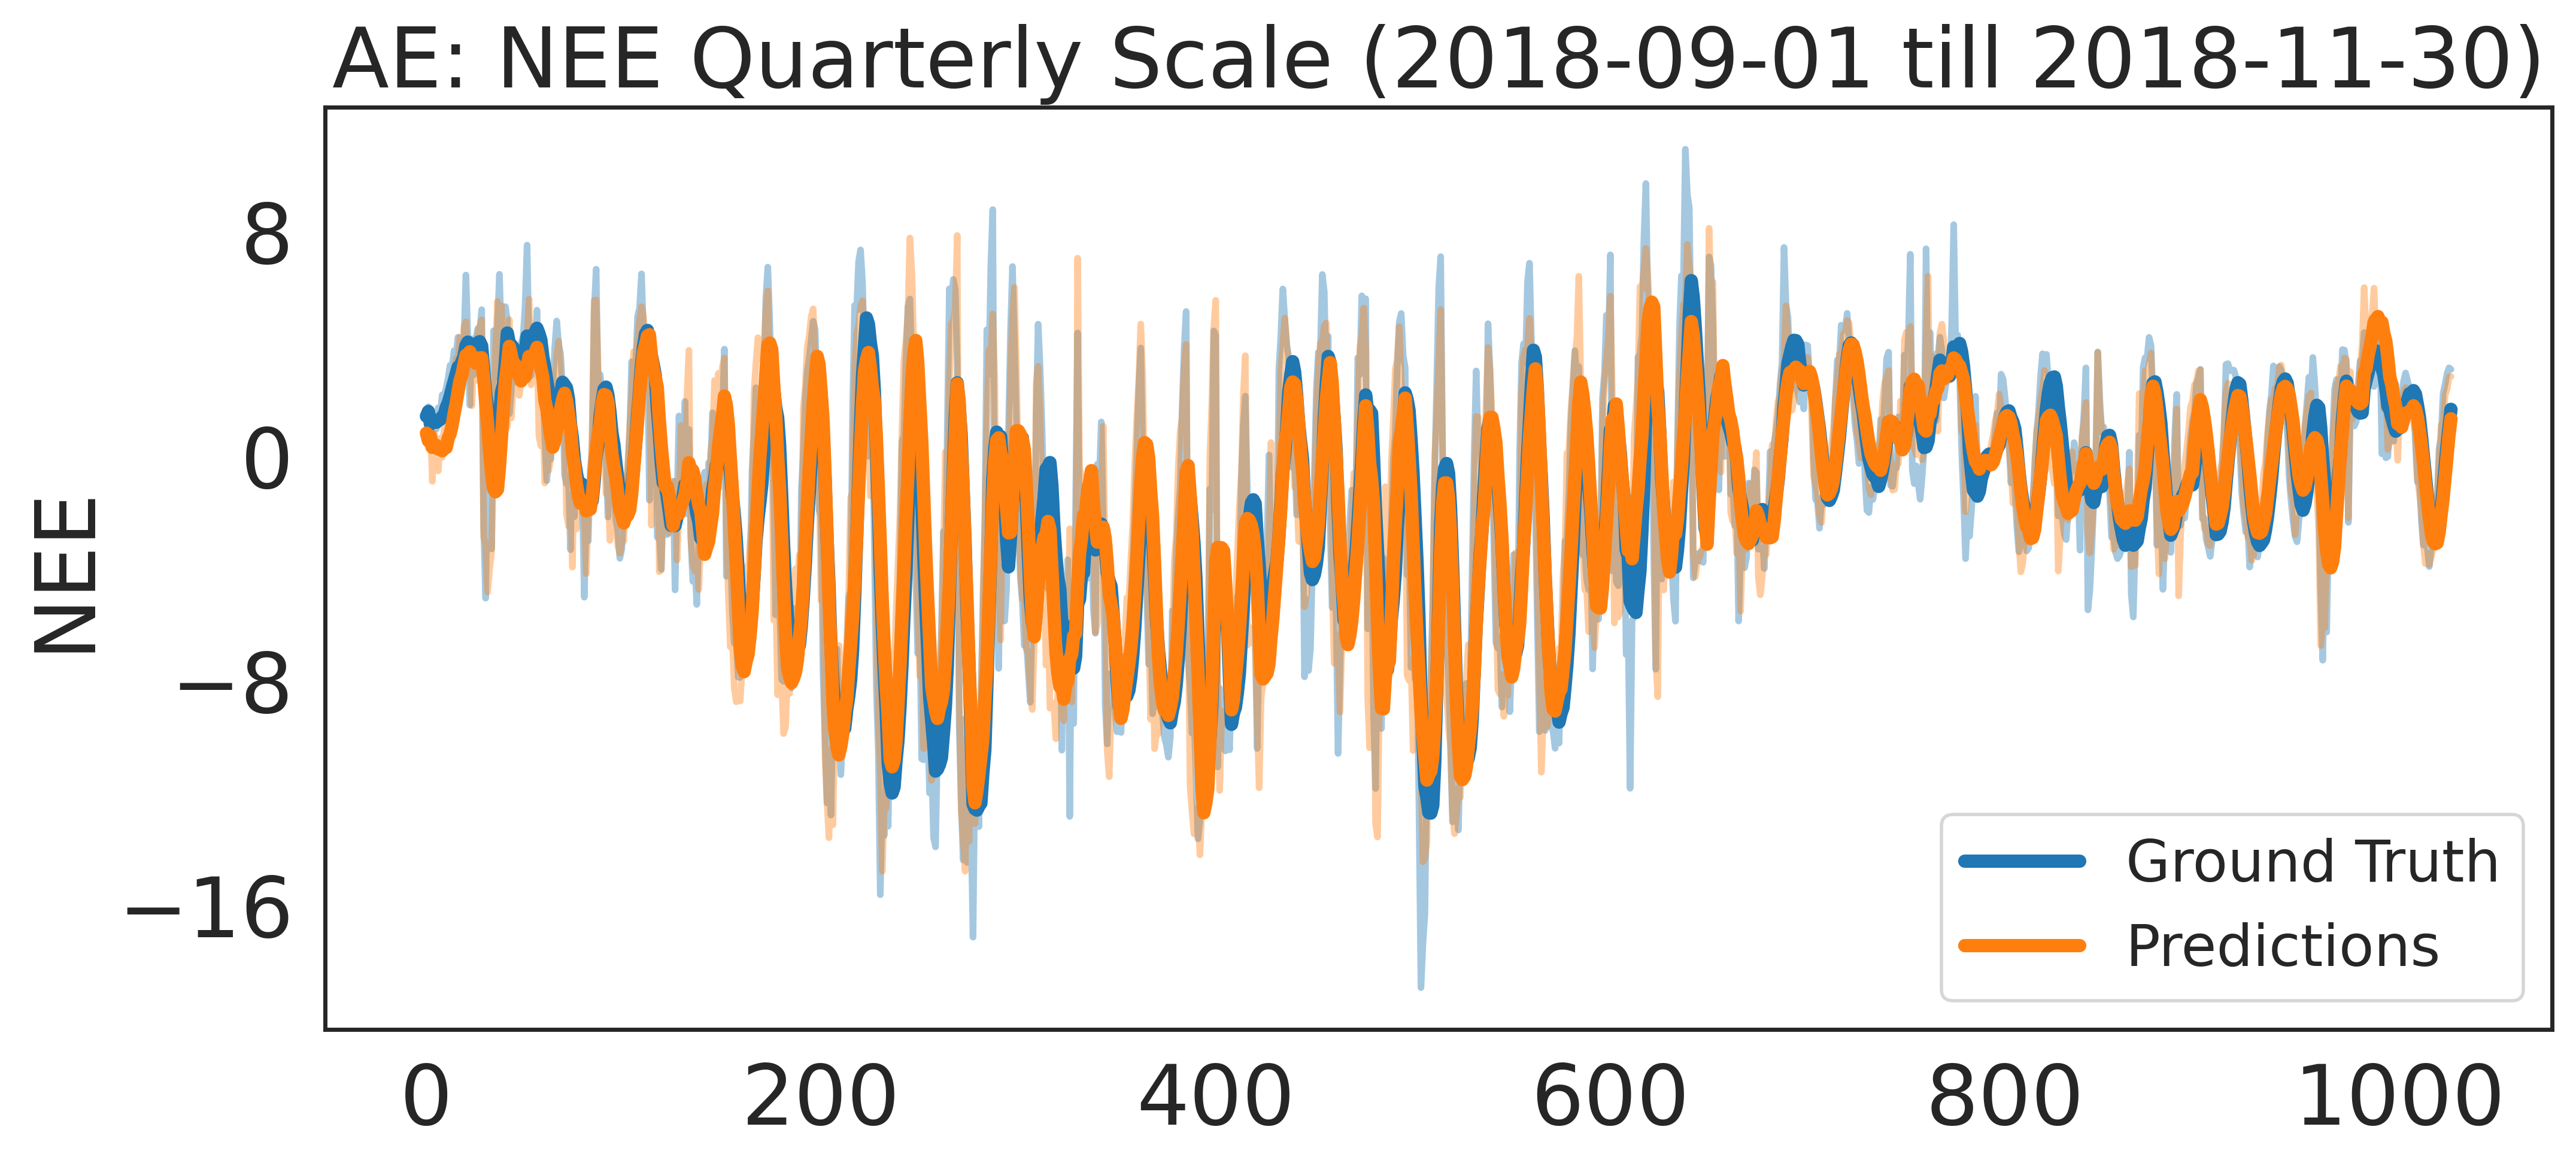 AE: NEE Quarterly Scale (2018-09-01 till 2018-11-30)
NEE
8
0
−8
−16
0 200 400 600 800 1000
Ground Truth
Predictions